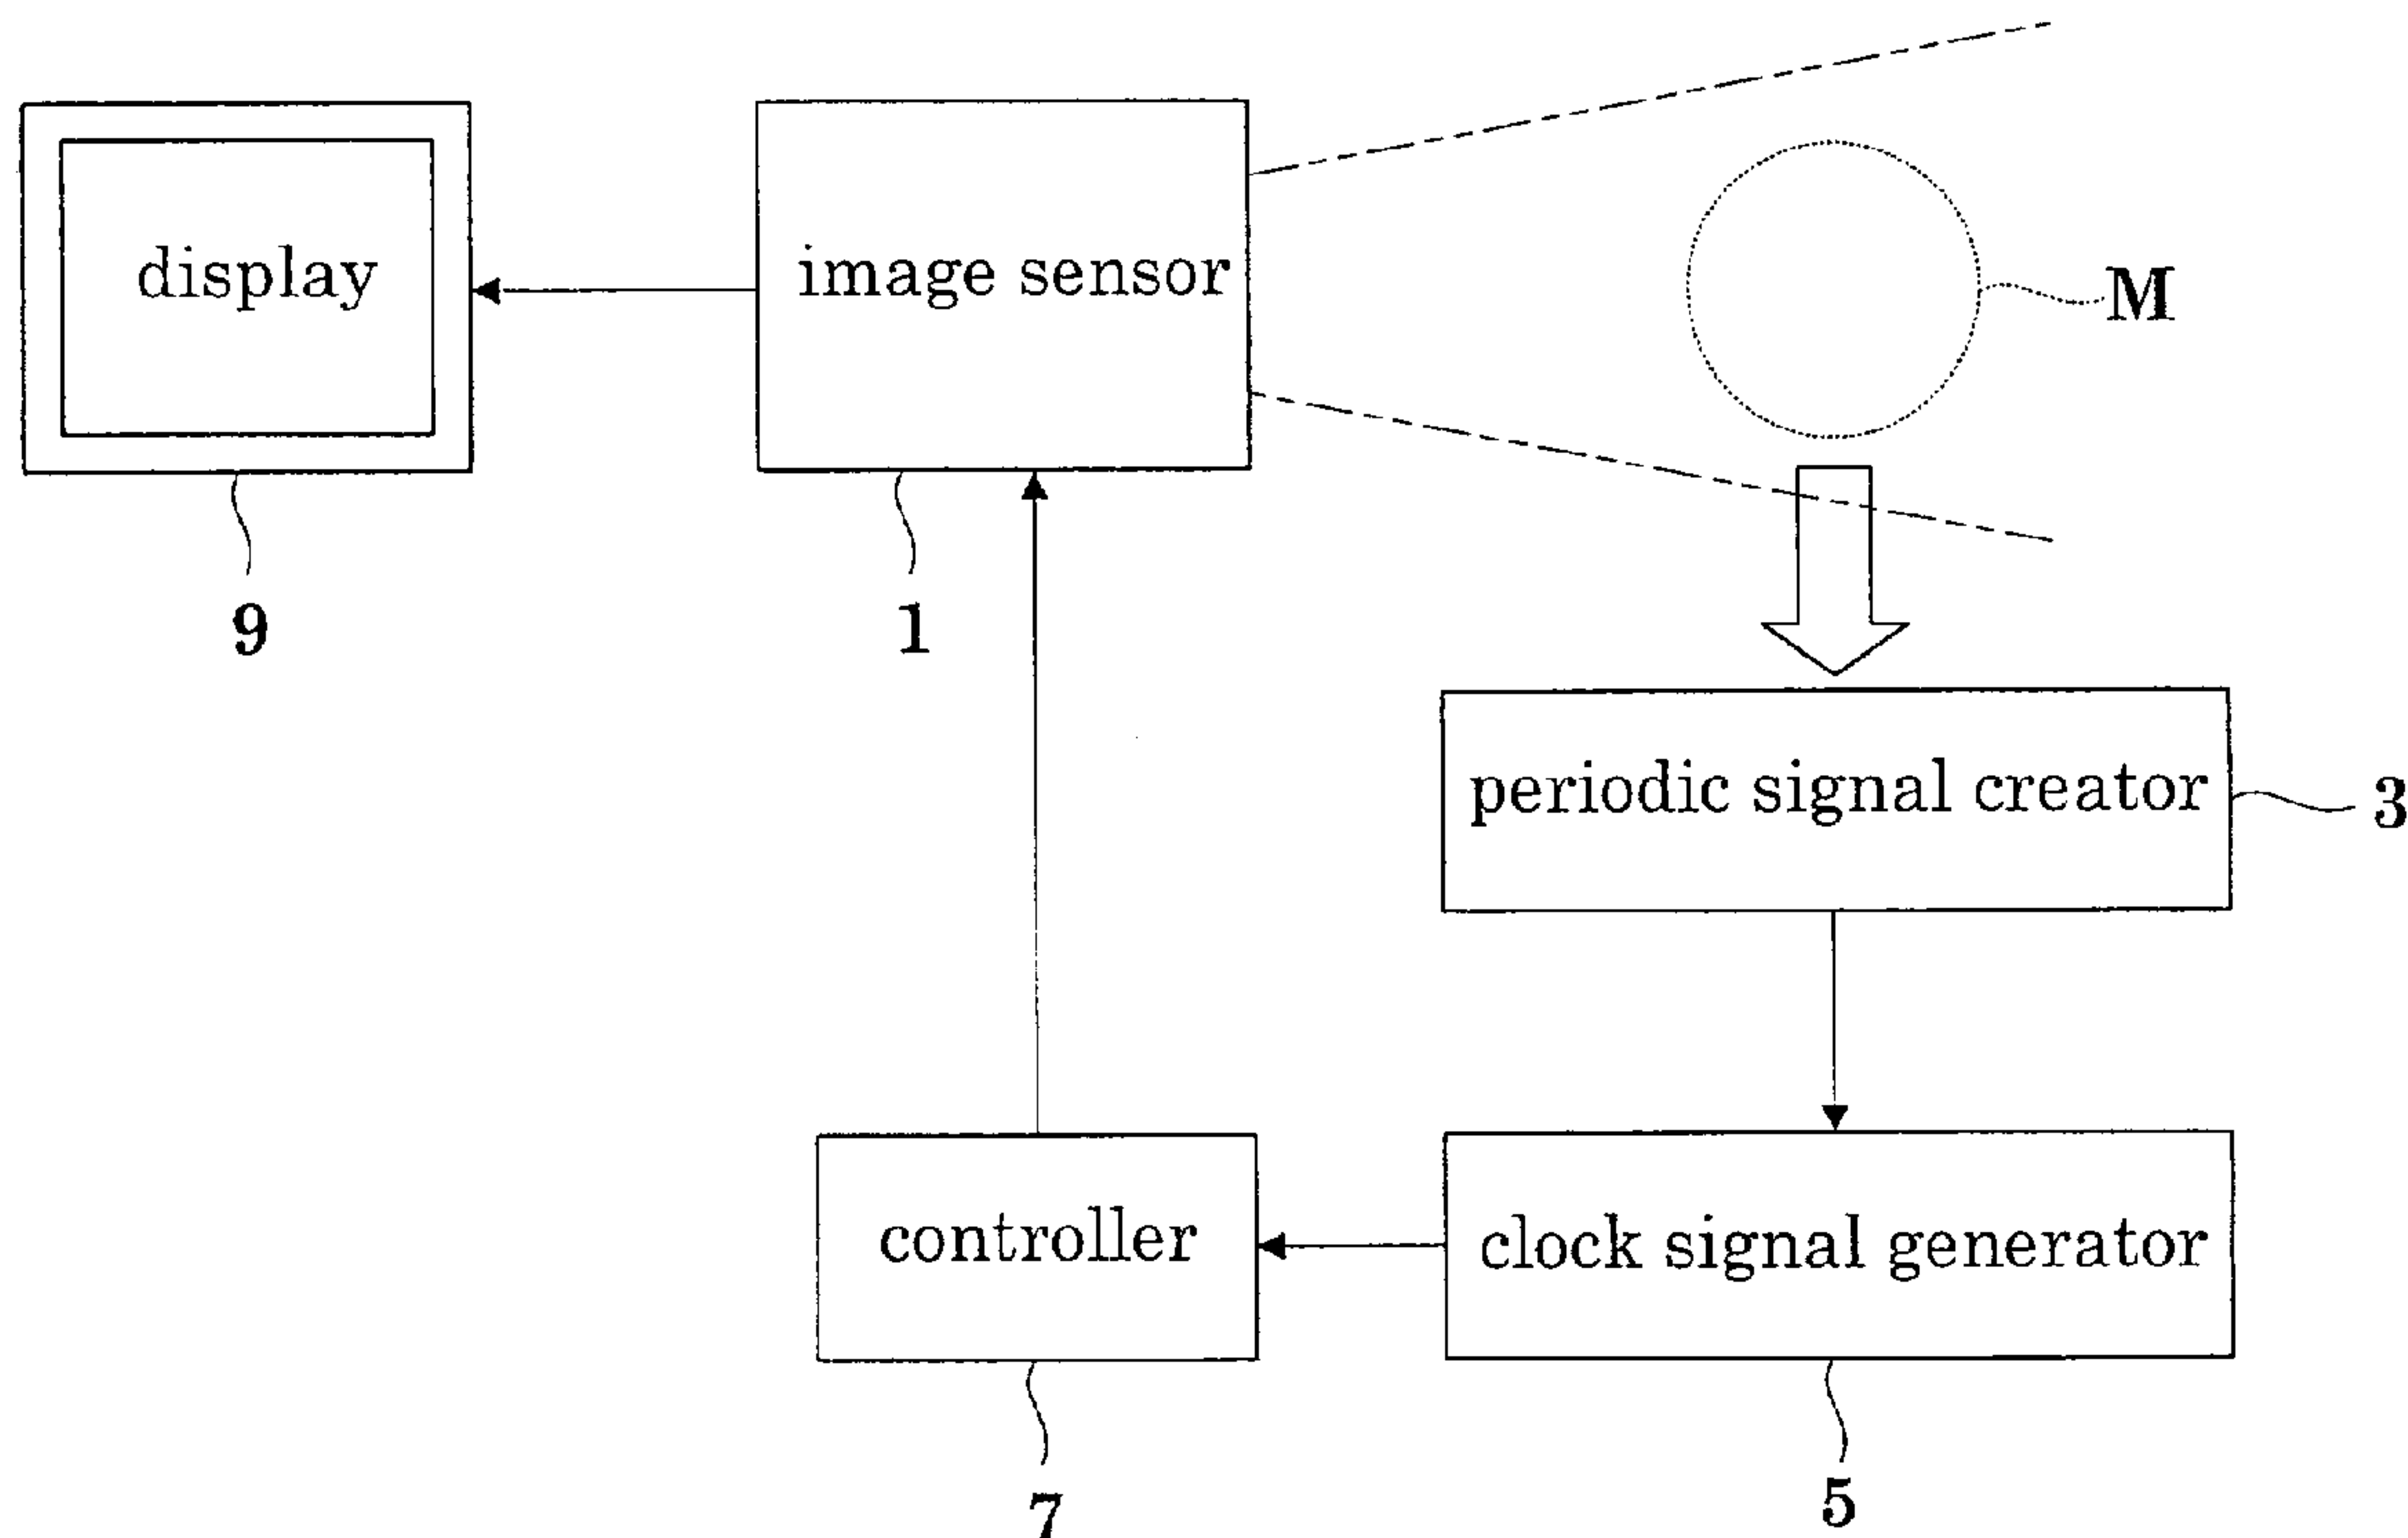 display
image sensor
M
9
1
periodic signal creator
3
controller
clock signal generator
7
5